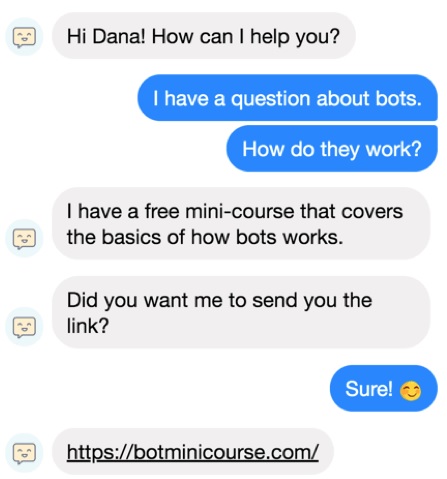 Hi Dana! How can I help you?
I have a question about bots.
How do they work?
I have a free mini-course that covers
the basics of how bots works.
Did you want me to send you the
link?
Sure! 😊
https://botminicourse.com/